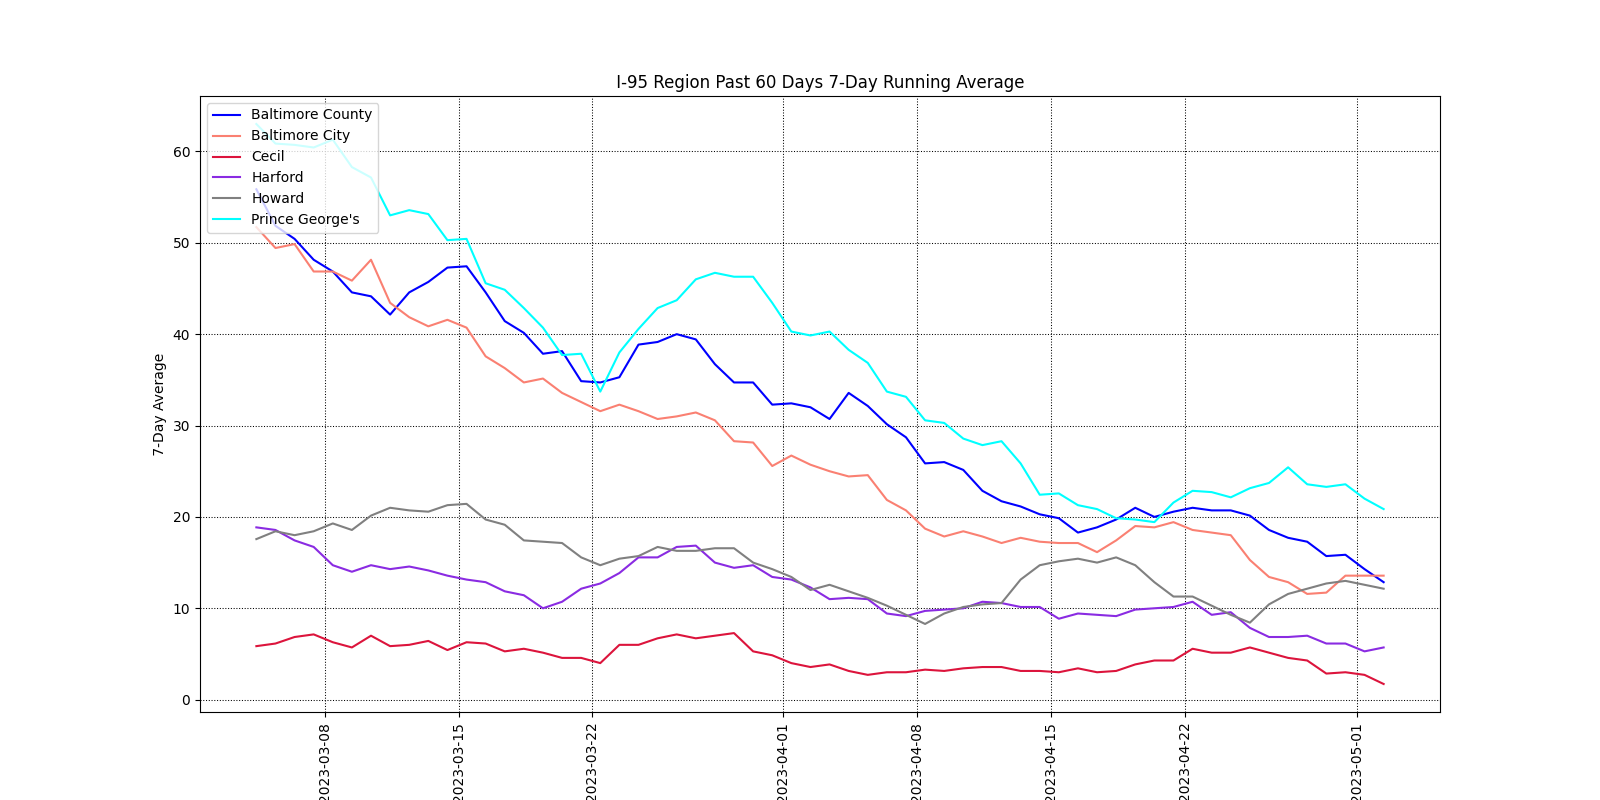 I-95 Region Past 60 Days 7-Day Running Average
Baltimore County
Baltimore City
Cecil
Harford
Howard
Prince George's
7-Day Average
60
50
40
30
20
10
0
2023-03-08
2023-03-15
2023-03-22
2023-04-01
2023-04-08
2023-04-15
2023-04-22
2023-05-01